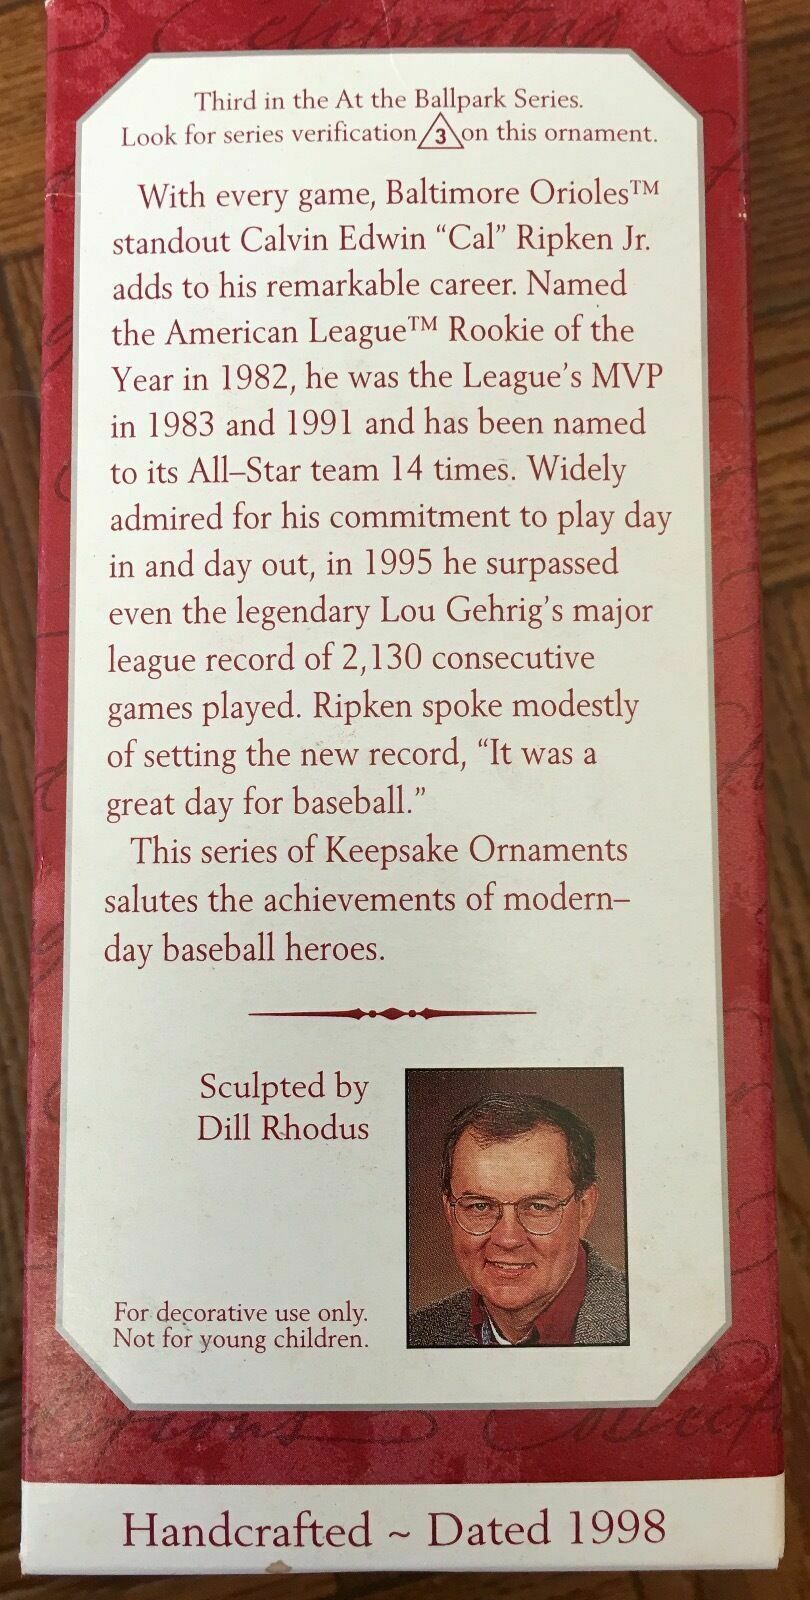 Celebrating
Third in the At the Ballpark Series.
Look for series verification 3 on this ornament.
With every game, Baltimore Orioles™
standout Calvin Edwin “Cal” Ripken Jr.
adds to his remarkable career. Named
the American League™ Rookie of the
Year in 1982, he was the League’s MVP
in 1983 and 1991 and has been named
to its All–Star team 14 times. Widely
admired for his commitment to play day
in and day out, in 1995 he surpassed
even the legendary Lou Gehrig’s major
league record of 2,130 consecutive
games played. Ripken spoke modestly
of setting the new record, “It was a
great day for baseball.”
This series of Keepsake Ornaments
salutes the achievements of modern–
day baseball heroes.
Sculpted by
Dill Rhodus
For decorative use only.
Not for young children.
Handcrafted ~ Dated 1998